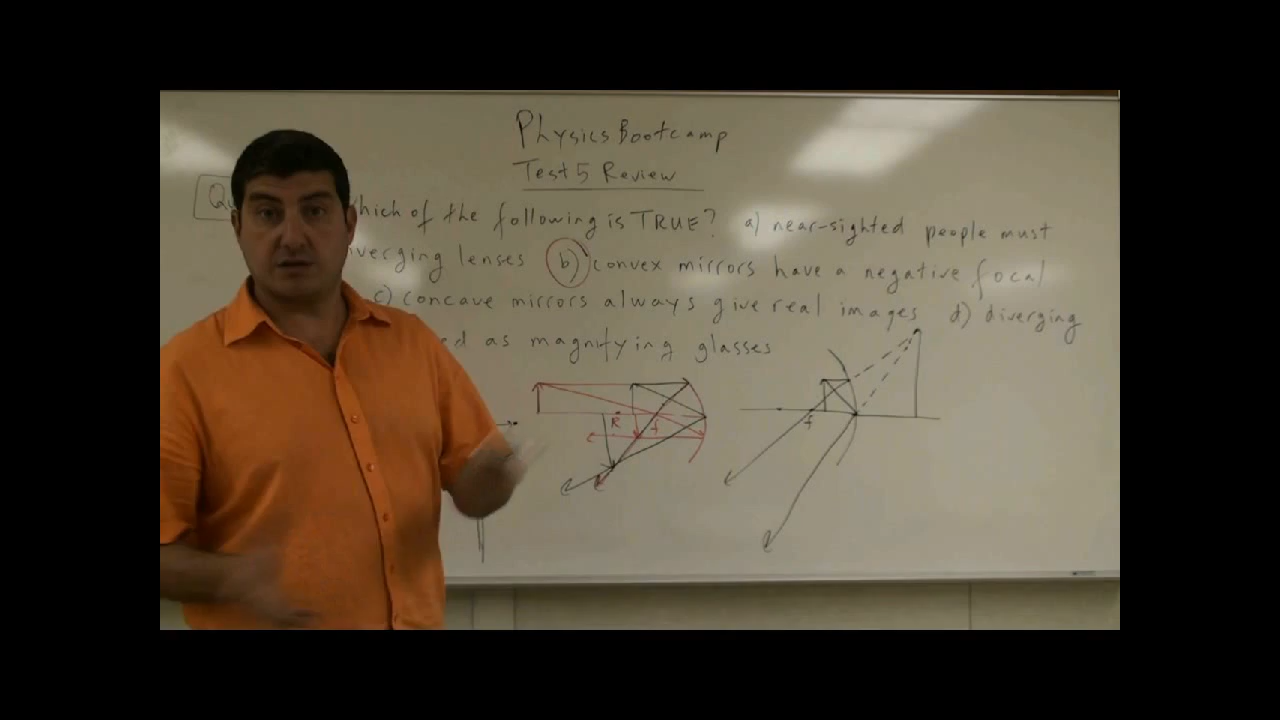 Physics Bootcamp
Test 5 Review
which of the following is TRUE? a) near-sighted people must
verging lenses b) convex mirrors have a negative focal
c) concave mirrors always give real images d) diverging
ed as magnifying glasses
R f f